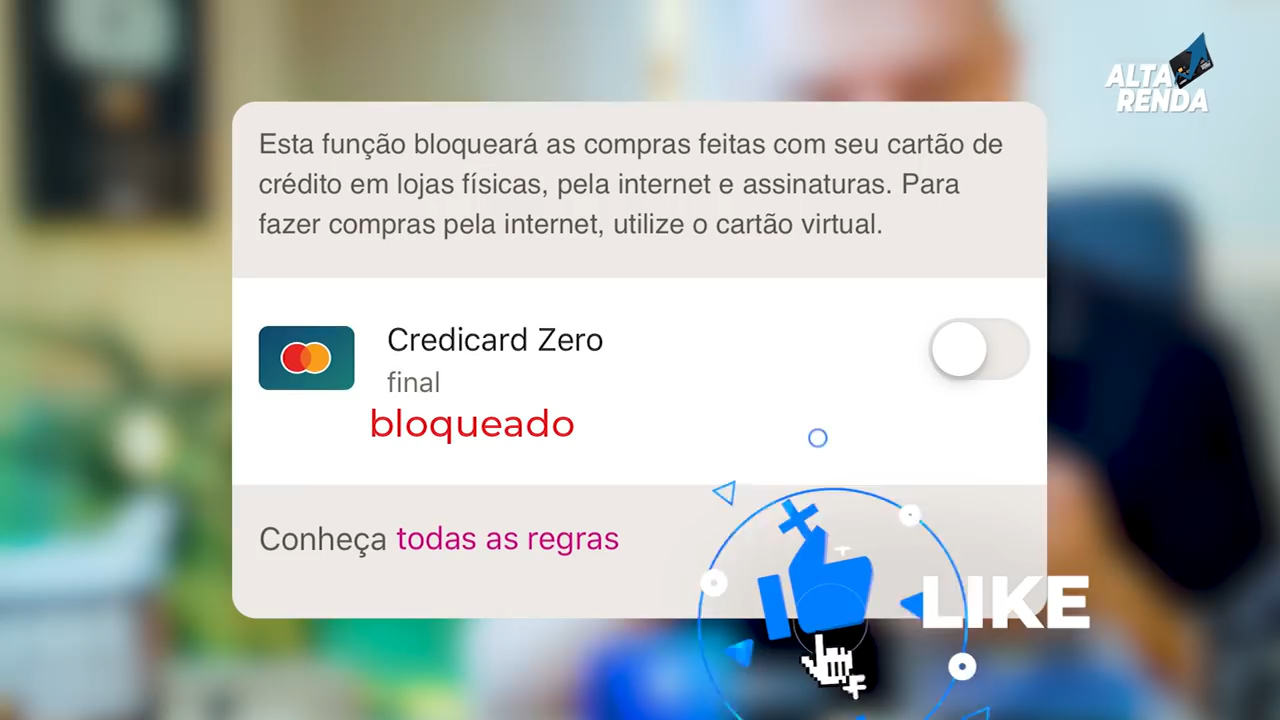 ALTA
RENDA
Esta função bloqueará as compras feitas com seu cartão de
crédito em lojas físicas, pela internet e assinaturas. Para
fazer compras pela internet, utilize o cartão virtual.
Credicard Zero
final
bloqueado
Conheça todas as regras
LIKE